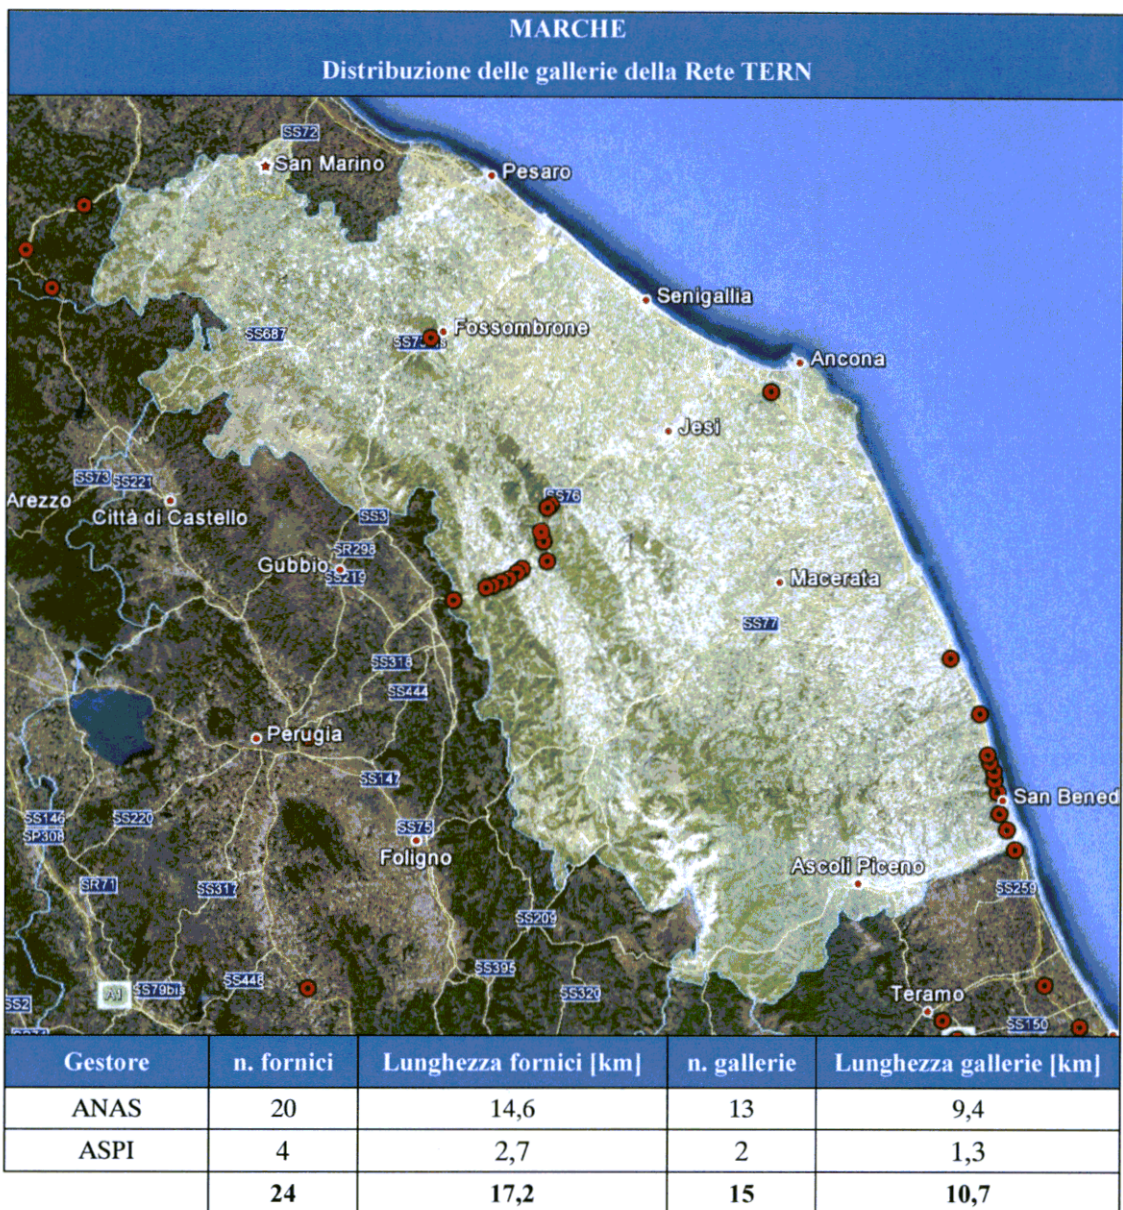 MARCHE
Distribuzione delle gallerie della Rete TERN
SS72
San Marino
Pesaro
Senigallia
SS687
Fossombrone
Ancona
Jesi
SS73
SS221
SS76
Arezzo
Città di Castello
SS3
SR298
Gubbio
SS219
Macerata
SS77
SS318
SS444
Perugia
SS147
San Bened
SS146
SS220
SP308
SS75
Foligno
Ascoli Piceno
SR71
SS317
SS259
SS209
SS395
SS448
SS79bis
A1
SS320
SS2
Teramo
SS150
Gestore n. fornici Lunghezza fornici [km] n. gallerie Lunghezza gallerie [km]
ANAS 20 14,6 13 9,4
ASPI 4 2,7 2 1,3
24 17,2 15 10,7